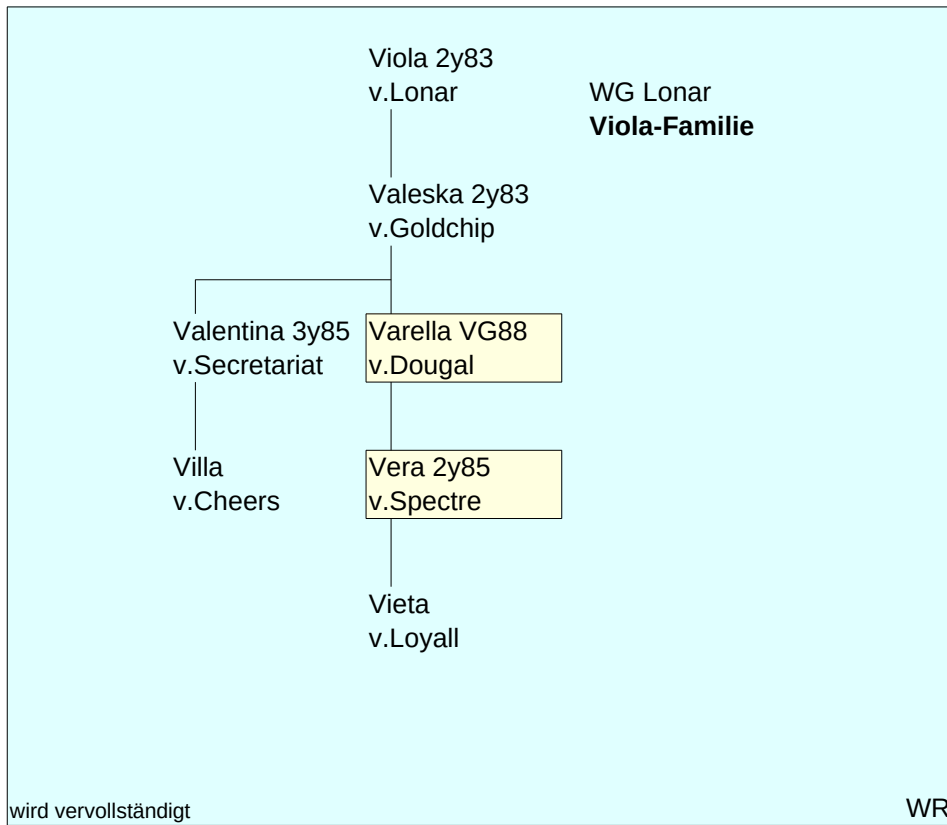 Viola 2y83
v.Lonar
WG Lonar
Viola-Familie
Valeska 2y83
v.Goldchip
Valentina 3y85
v.Secretariat
Varella VG88
v.Dougal
Villa
v.Cheers
Vera 2y85
v.Spectre
Vieta
v.Loyall
wird vervollständigt
WR